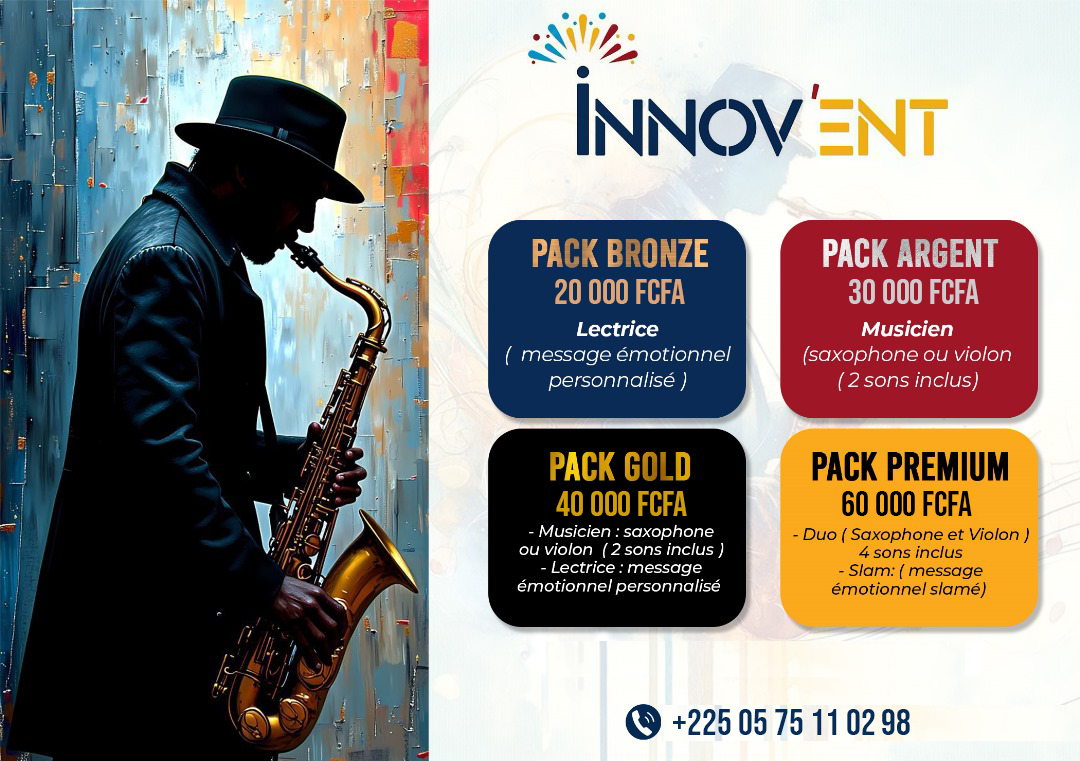 INNOV'ENT
PACK BRONZE
20 000 FCFA
Lectrice
( message émotionnel
personnalisé )
PACK ARGENT
30 000 FCFA
Musicien
(saxophone ou violon
( 2 sons inclus)
PACK GOLD
40 000 FCFA
- Musicien : saxophone
ou violon ( 2 sons inclus )
- Lectrice : message
émotionnel personnalisé
PACK PREMIUM
60 000 FCFA
- Duo ( Saxophone et Violon )
4 sons inclus
- Slam: ( message
émotionnel slamé)
+225 05 75 11 02 98